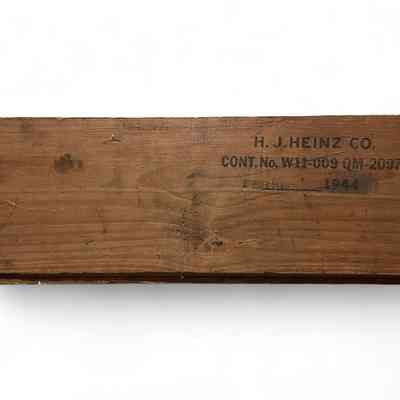 H. J. HEINZ CO.
CONT. No. W11-009 QM-2097
1944